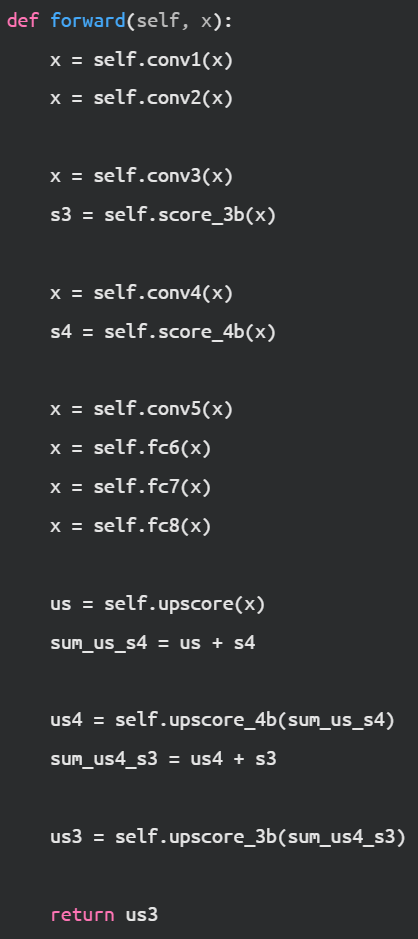 def forward(self, x):
    x = self.conv1(x)
    x = self.conv2(x)

    x = self.conv3(x)
    s3 = self.score_3b(x)

    x = self.conv4(x)
    s4 = self.score_4b(x)

    x = self.conv5(x)
    x = self.fc6(x)
    x = self.fc7(x)
    x = self.fc8(x)

    us = self.upscore(x)
    sum_us_s4 = us + s4

    us4 = self.upscore_4b(sum_us_s4)
    sum_us4_s3 = us4 + s3

    us3 = self.upscore_3b(sum_us4_s3)

    return us3